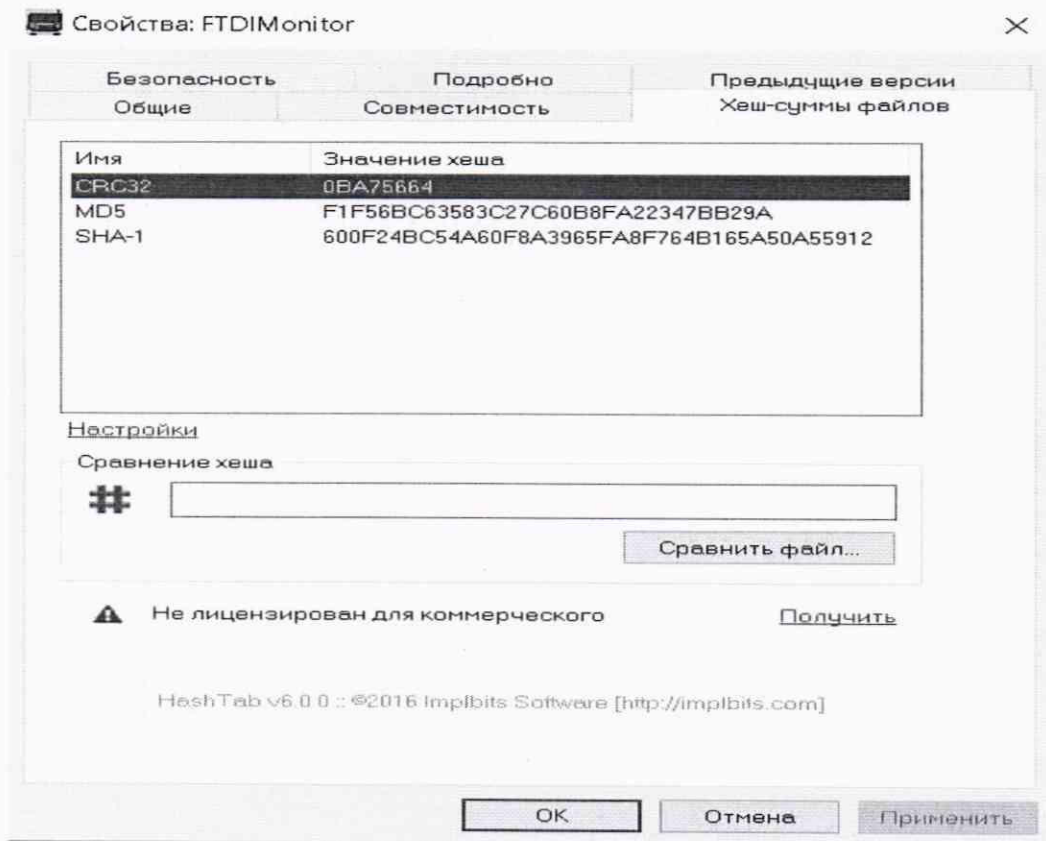 Свойства: FTDIMonitor
Безопасность Подробно Предыдущие версии
Общие Совместимость Хеш-суммы файлов
Имя Значение хеша
CRC32 0BA75664
MD5 F1F56BC63583C27C60B8FA22347BB29A
SHA-1 600F24BC54A60F8A3965FA8F764B165A50A55912
Настройки
Сравнение хеша
Сравнить файл...
Не лицензирован для коммерческого Получить
HashTab v6.0.0 :: ©2016 Implbits Software [http://implbits.com]
ОК Отмена Применить